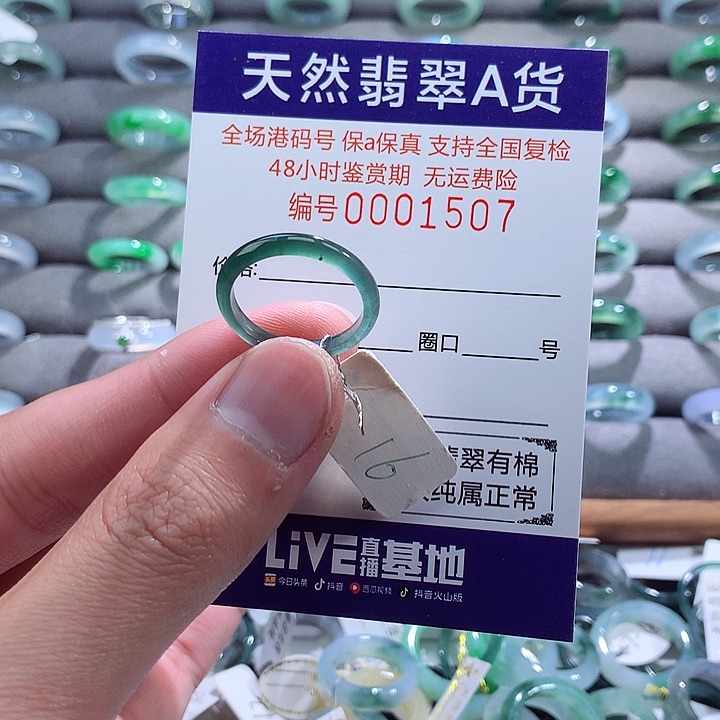 天然翡翠A货
全场港码号 保a保真 支持全国复检
48小时鉴赏期 无运费险
编号0001507
价格:
圈口 号
16
翡翠有棉
纯属正常
LiVE直播基地
头条 今日头条 抖音 西瓜视频 抖音火山版